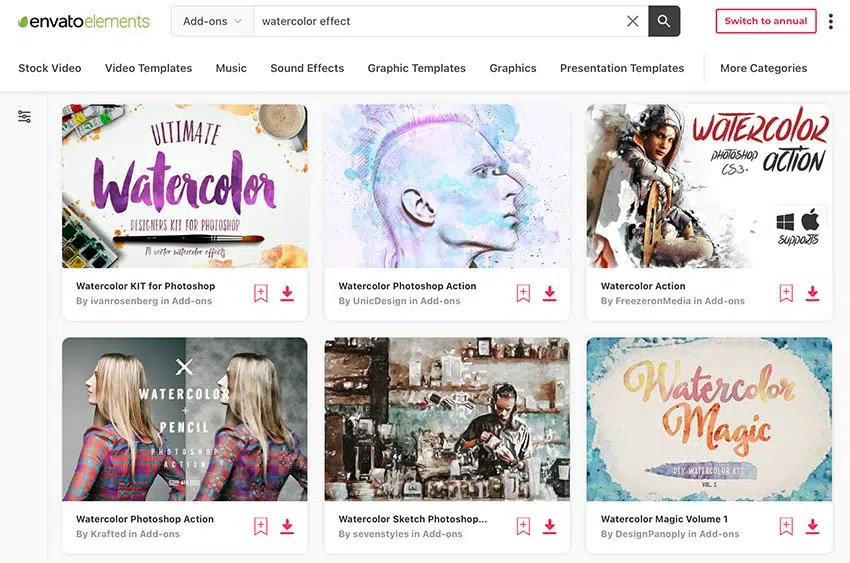 envatoelements
Add-ons
watercolor effect
Switch to annual
Stock Video
Video Templates
Music
Sound Effects
Graphic Templates
Graphics
Presentation Templates
More Categories
ULTIMATE
Watercolor
DESIGNERS KIT FOR PHOTOSHOP
14 vector watercolor effects
WATERCOLOR
PHOTOSHOP
ACTION
CS3+
SUPPORTS
Watercolor KIT for Photoshop
By ivanrosenberg in Add-ons
Watercolor Photoshop Action
By UnicDesign in Add-ons
Watercolor Action
By FreezeronMedia in Add-ons
WATERCOLOR
+
PENCIL
PHOTOSHOP
ACTION
Watercolor
Magic
DIY WATERCOLOR KIT
VOL. 1
Watercolor Photoshop Action
By Krafted in Add-ons
Watercolor Sketch Photoshop...
By sevenstyles in Add-ons
Watercolor Magic Volume 1
By DesignPanoply in Add-ons